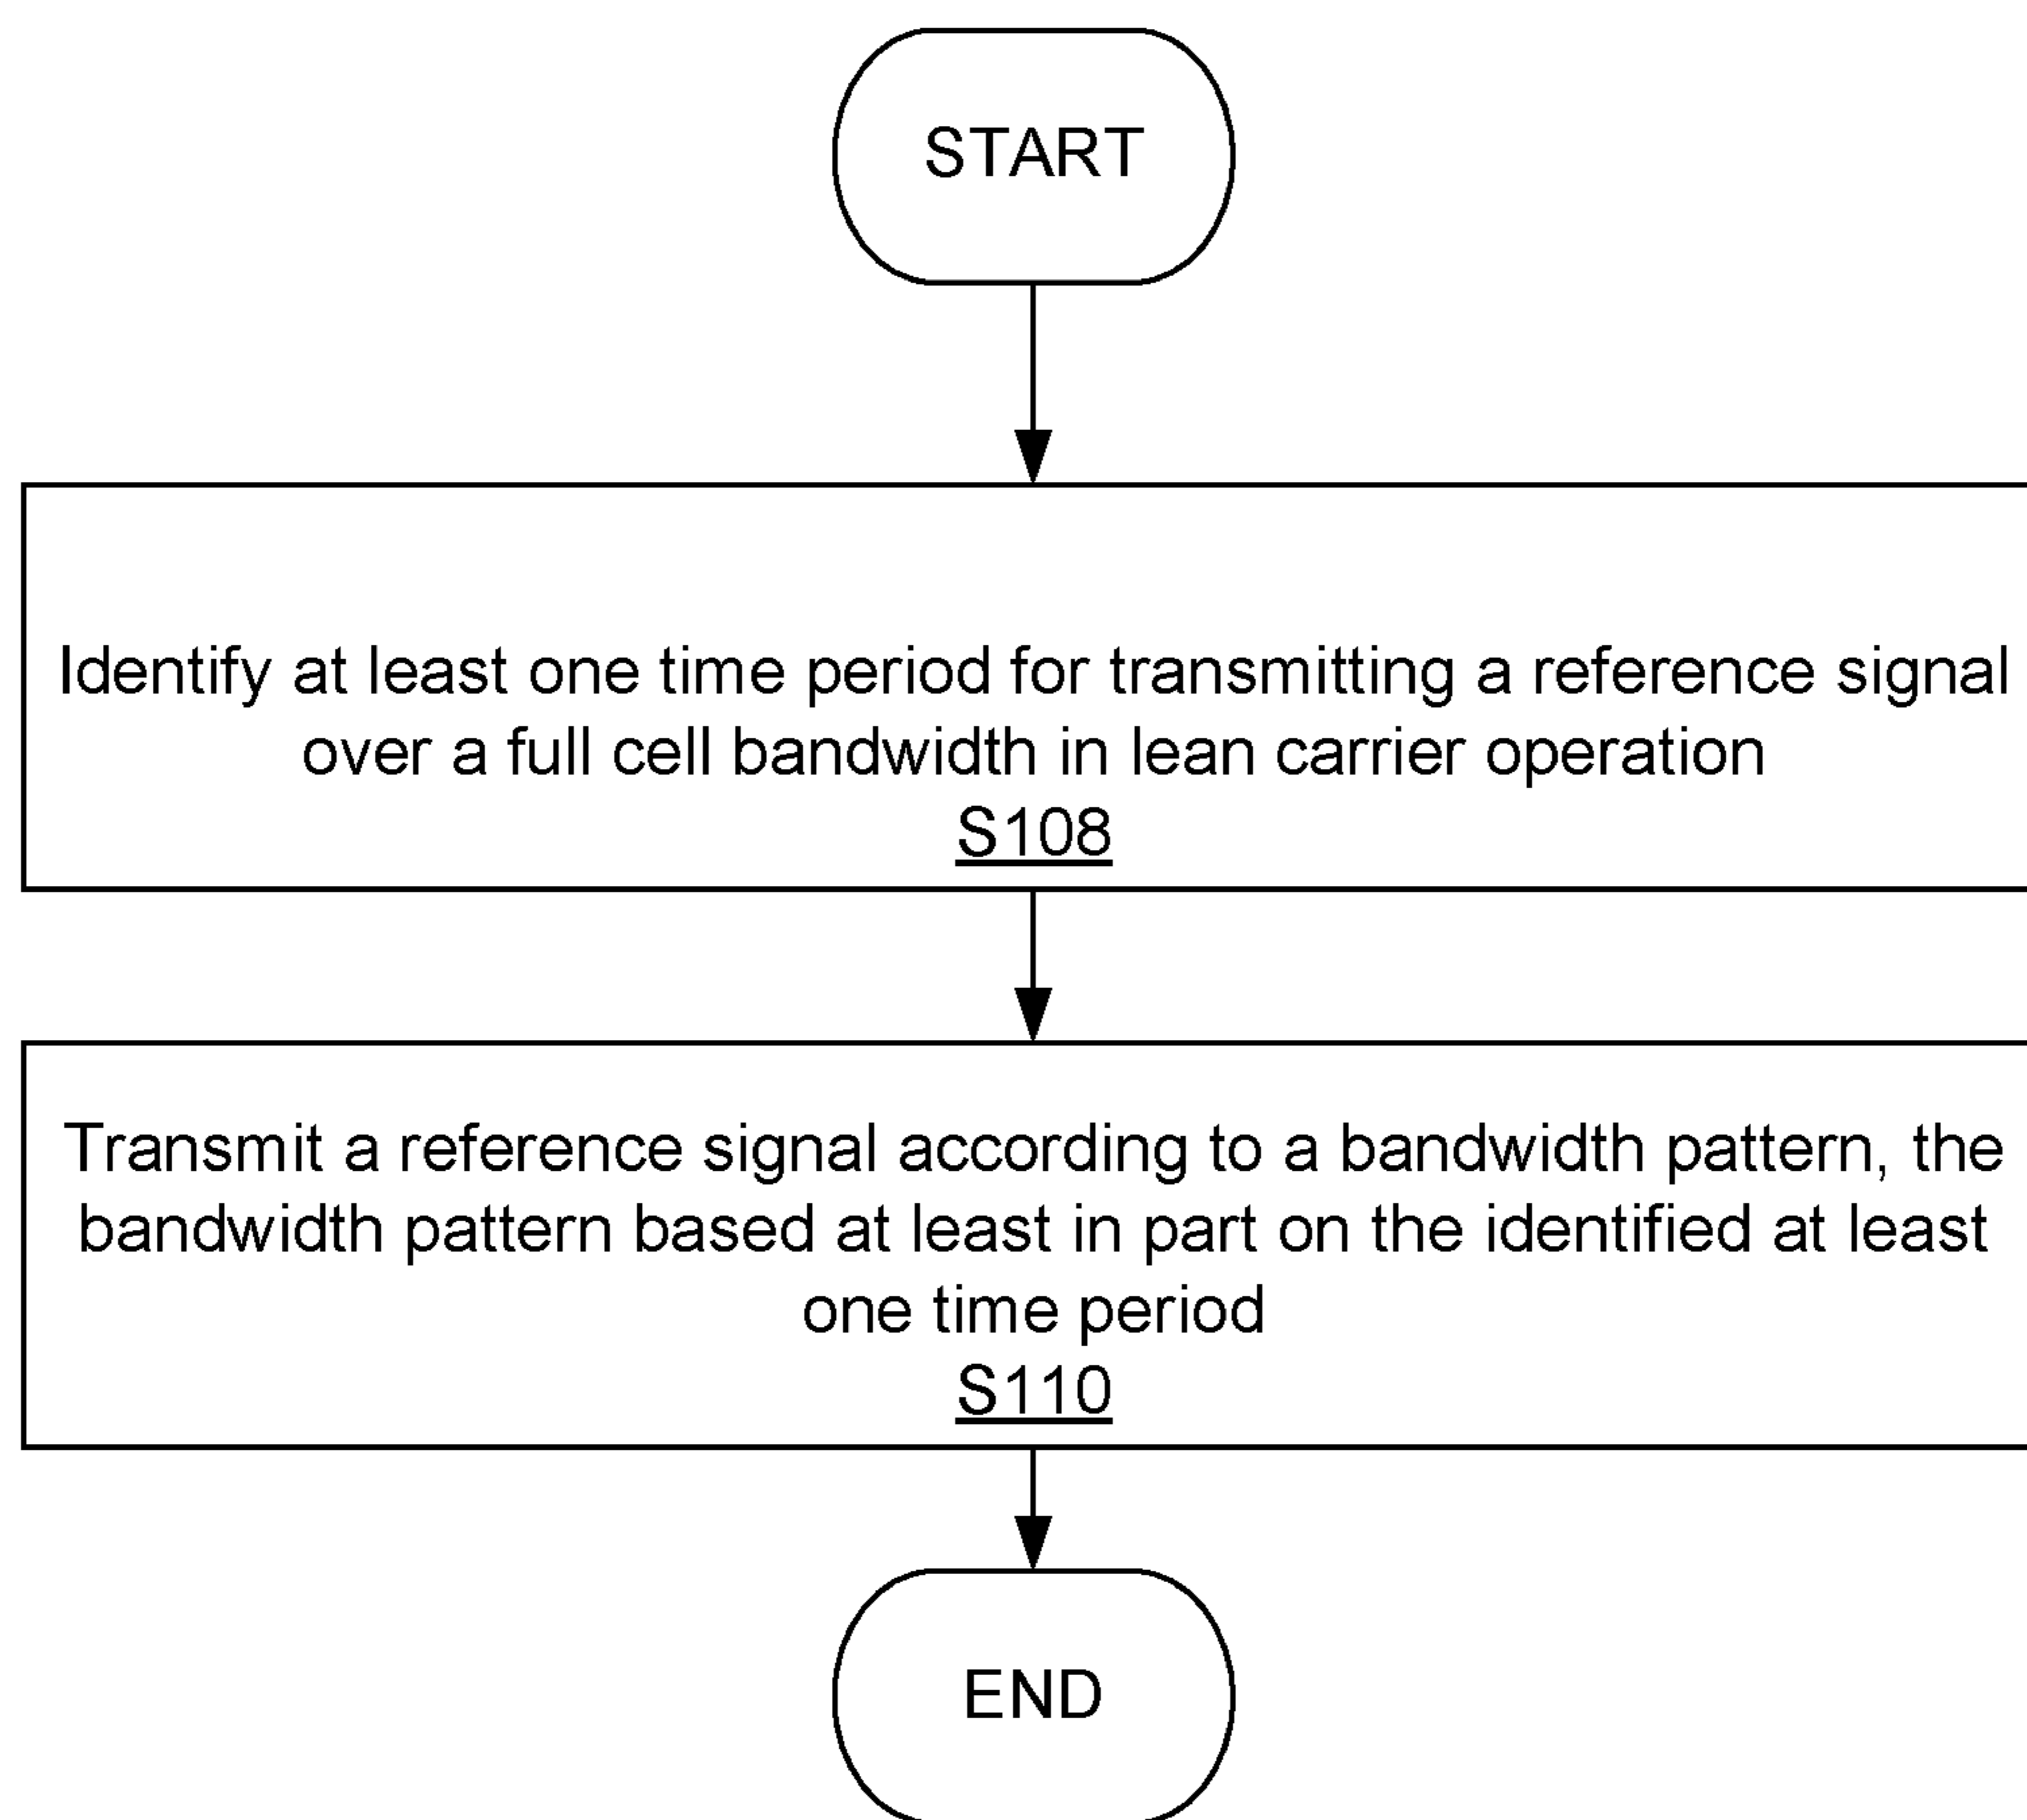 START
Identify at least one time period for transmitting a reference signal
over a full cell bandwidth in lean carrier operation
S108
Transmit a reference signal according to a bandwidth pattern, the
bandwidth pattern based at least in part on the identified at least
one time period
S110
END